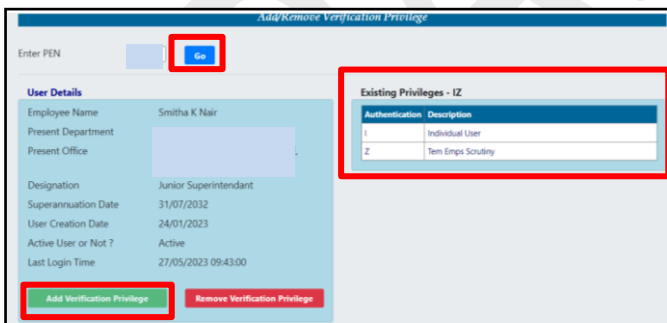 Add/Remove Verification Privilege
Enter PEN
Go
User Details
Employee Name Smitha K Nair
Present Department
Present Office
Designation Junior Superintendant
Superannuation Date 31/07/2032
User Creation Date 24/01/2023
Active User or Not ? Active
Last Login Time 27/05/2023 09:43:00
Add Verification Privilege Remove Verification Privilege
Existing Privileges - IZ
Authentication Description
I Individual User
Z Tem Emps Scrutiny